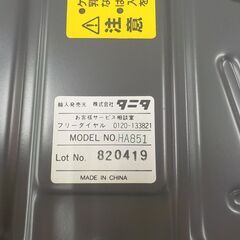 ⚠注意
輸入発売元 株式会社 タニタ
お客様サービス相談室
フリーダイヤル 0120-133821
MODEL NO. HA851
Lot No. 820419
MADE IN CHINA